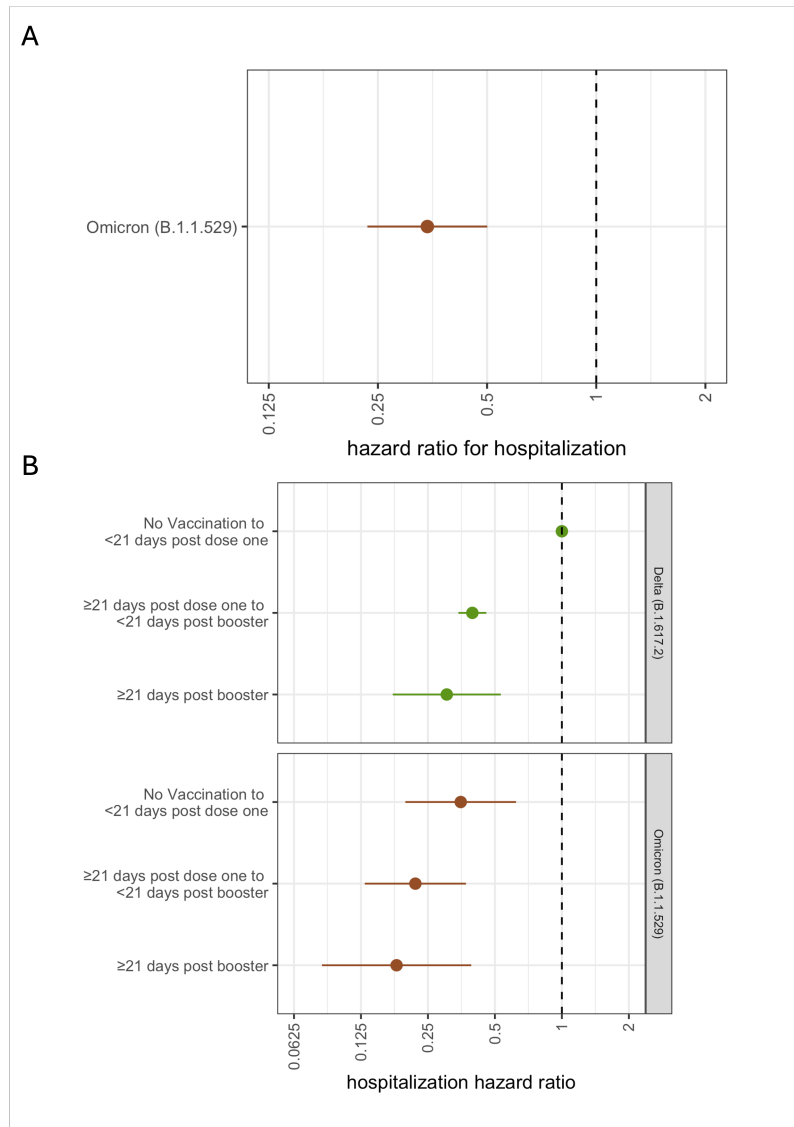 A
Omicron (B.1.1.529)
0.125
0.25
0.5
1
2
hazard ratio for hospitalization
B
No Vaccination to
<21 days post dose one
≥21 days post dose one to
<21 days post booster
≥21 days post booster
Delta (B.1.617.2)
No Vaccination to
<21 days post dose one
≥21 days post dose one to
<21 days post booster
≥21 days post booster
Omicron (B.1.1.529)
0.0625
0.125
0.25
0.5
1
2
hospitalization hazard ratio